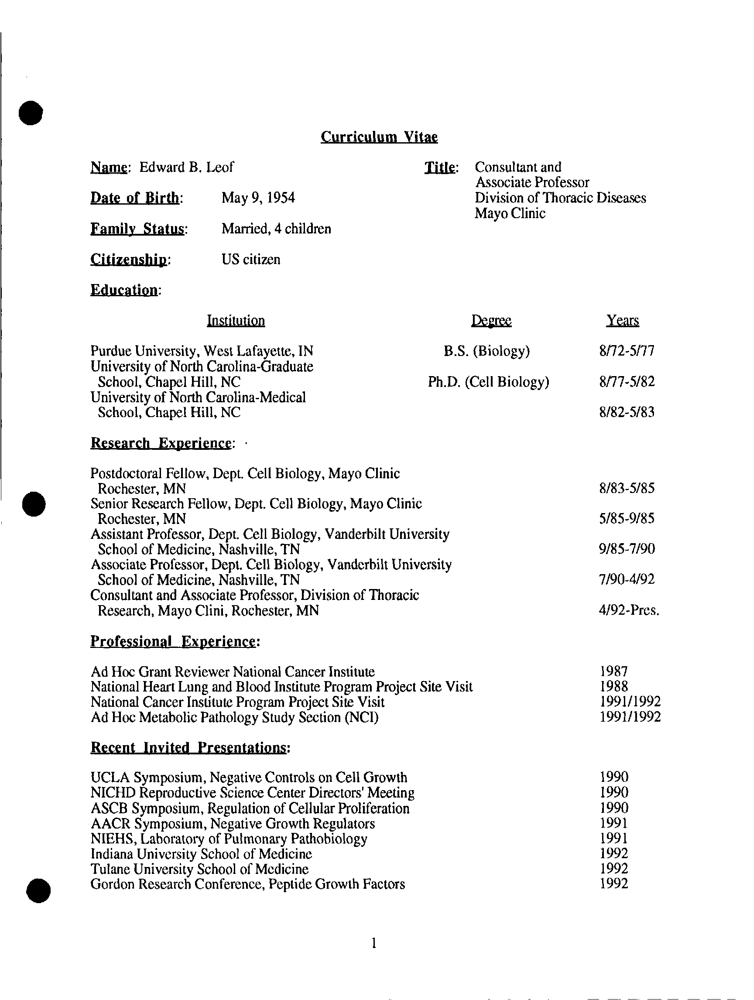 Curriculum Vitae
Name: Edward B. Leof Title: Consultant and
Associate Professor
Date of Birth: May 9, 1954 Division of Thoracic Diseases
Mayo Clinic
Family Status: Married, 4 children
Citizenship: US citizen
Education:
Institution Degree Years
Purdue University, West Lafayette, IN B.S. (Biology) 8/72-5/77
University of North Carolina-Graduate
School, Chapel Hill, NC Ph.D. (Cell Biology) 8/77-5/82
University of North Carolina-Medical
School, Chapel Hill, NC 8/82-5/83
Research Experience:
Postdoctoral Fellow, Dept. Cell Biology, Mayo Clinic
Rochester, MN 8/83-5/85
Senior Research Fellow, Dept. Cell Biology, Mayo Clinic
Rochester, MN 5/85-9/85
Assistant Professor, Dept. Cell Biology, Vanderbilt University
School of Medicine, Nashville, TN 9/85-7/90
Associate Professor, Dept. Cell Biology, Vanderbilt University
School of Medicine, Nashville, TN 7/90-4/92
Consultant and Associate Professor, Division of Thoracic
Research, Mayo Clini, Rochester, MN 4/92-Pres.
Professional Experience:
Ad Hoc Grant Reviewer National Cancer Institute 1987
National Heart Lung and Blood Institute Program Project Site Visit 1988
National Cancer Institute Program Project Site Visit 1991/1992
Ad Hoc Metabolic Pathology Study Section (NCI) 1991/1992
Recent Invited Presentations:
UCLA Symposium, Negative Controls on Cell Growth 1990
NICHD Reproductive Science Center Directors' Meeting 1990
ASCB Symposium, Regulation of Cellular Proliferation 1990
AACR Symposium, Negative Growth Regulators 1991
NIEHS, Laboratory of Pulmonary Pathobiology 1991
Indiana University School of Medicine 1992
Tulane University School of Medicine 1992
Gordon Research Conference, Peptide Growth Factors 1992
1